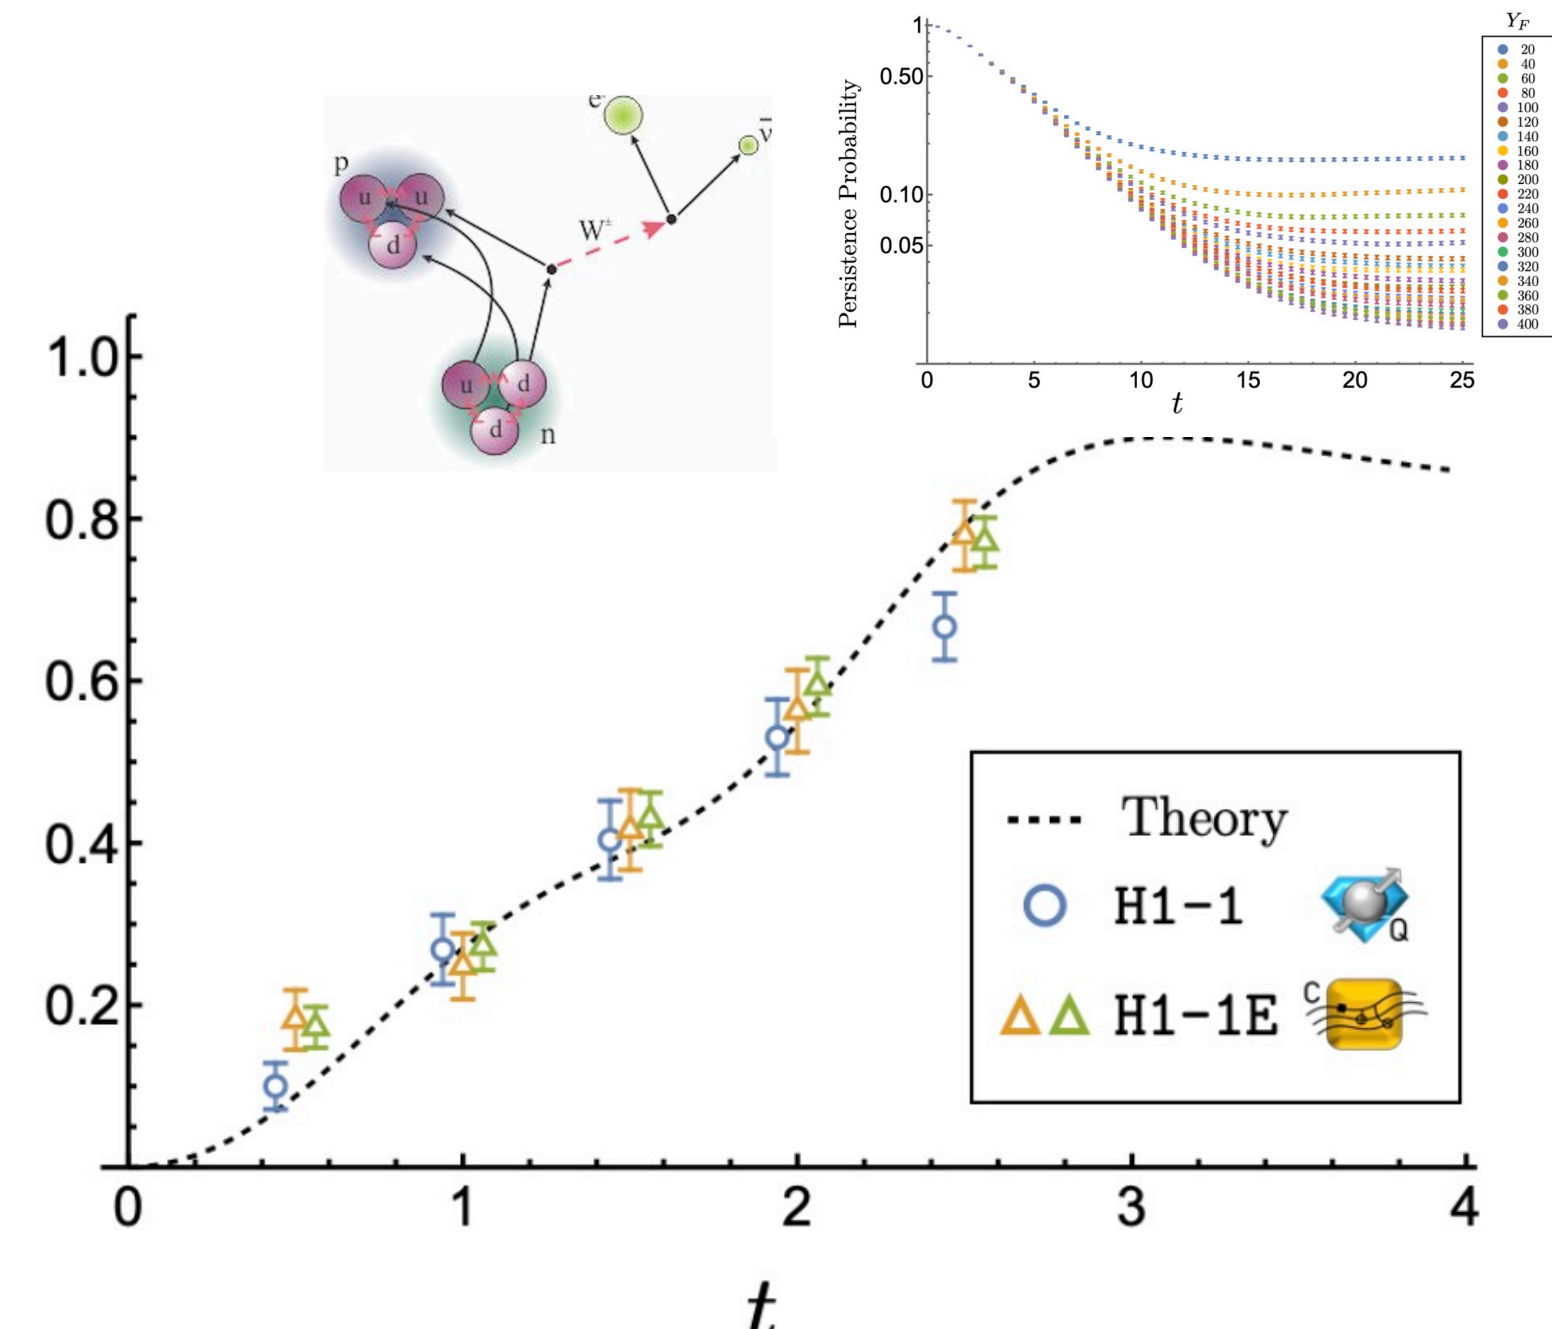 e⁻
ν̄
p
u u
d
W±
u d
d
n
Persistence Probability
1
0.50
0.10
0.05
0 5 10 15 20 25
t
Y_F
20
40
60
80
100
120
140
160
180
200
220
240
260
280
300
320
340
360
380
400
1.0
0.8
0.6
0.4
0.2
Theory
H1-1
Q
H1-1E
C
0 1 2 3 4
t